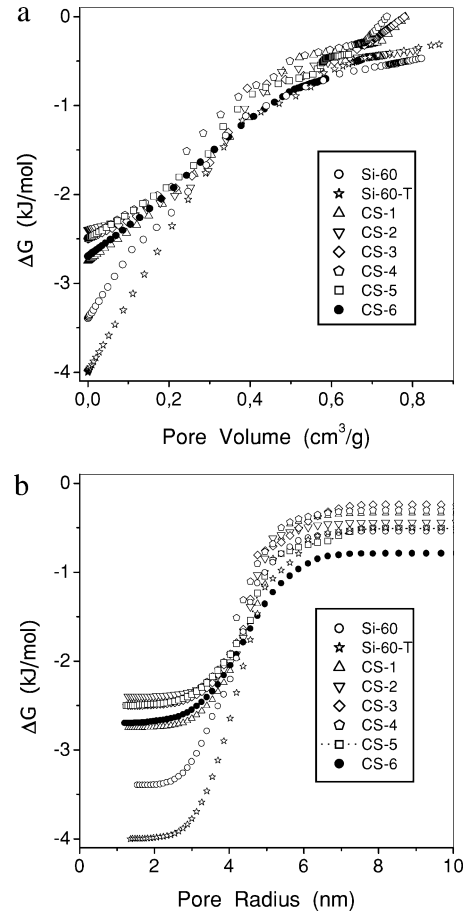 a
0
-1
-2
-3
-4
ΔG (kJ/mol)
Si-60
Si-60-T
CS-1
CS-2
CS-3
CS-4
CS-5
CS-6
0,0 0,2 0,4 0,6 0,8
Pore Volume (cm³/g)
b
0
-1
-2
-3
-4
ΔG (kJ/mol)
Si-60
Si-60-T
CS-1
CS-2
CS-3
CS-4
CS-5
CS-6
0 2 4 6 8 10
Pore Radius (nm)